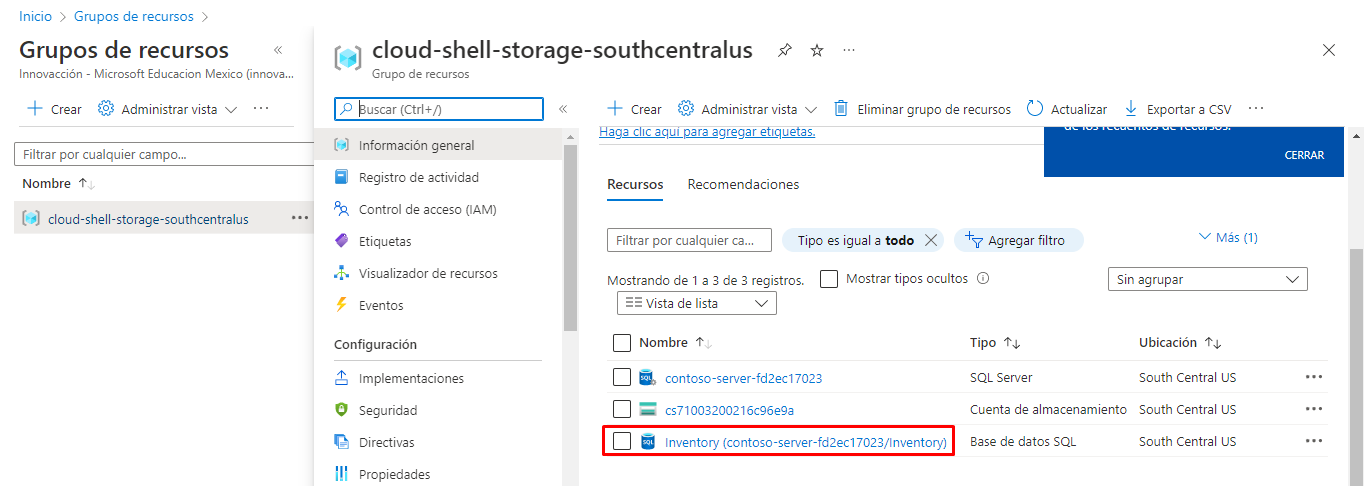 Inicio > Grupos de recursos >
Grupos de recursos «
Innovacción - Microsoft Educacion Mexico (innova...
Crear Administrar vista ...
Filtrar por cualquier campo...
Nombre ↑↓
cloud-shell-storage-southcentralus ...
cloud-shell-storage-southcentralus ...
Grupo de recursos
Buscar (Ctrl+/) «
Información general
Registro de actividad
Control de acceso (IAM)
Etiquetas
Visualizador de recursos
Eventos
Configuración
Implementaciones
Seguridad
Directivas
Propiedades
Crear Administrar vista Eliminar grupo de recursos Actualizar Exportar a CSV ...
Haga clic aquí para agregar etiquetas.
de los recuentos de recursos.
CERRAR
Recursos Recomendaciones
Filtrar por cualquier ca... Tipo es igual a todo Agregar filtro Más (1)
Mostrando de 1 a 3 de 3 registros. Mostrar tipos ocultos Sin agrupar
Vista de lista
Nombre ↑↓ Tipo ↑↓ Ubicación ↑↓
SQL contoso-server-fd2ec17023 SQL Server South Central US ...
cs71003200216c96e9a Cuenta de almacenamiento South Central US ...
SQL Inventory (contoso-server-fd2ec17023/Inventory) Base de datos SQL South Central US ...